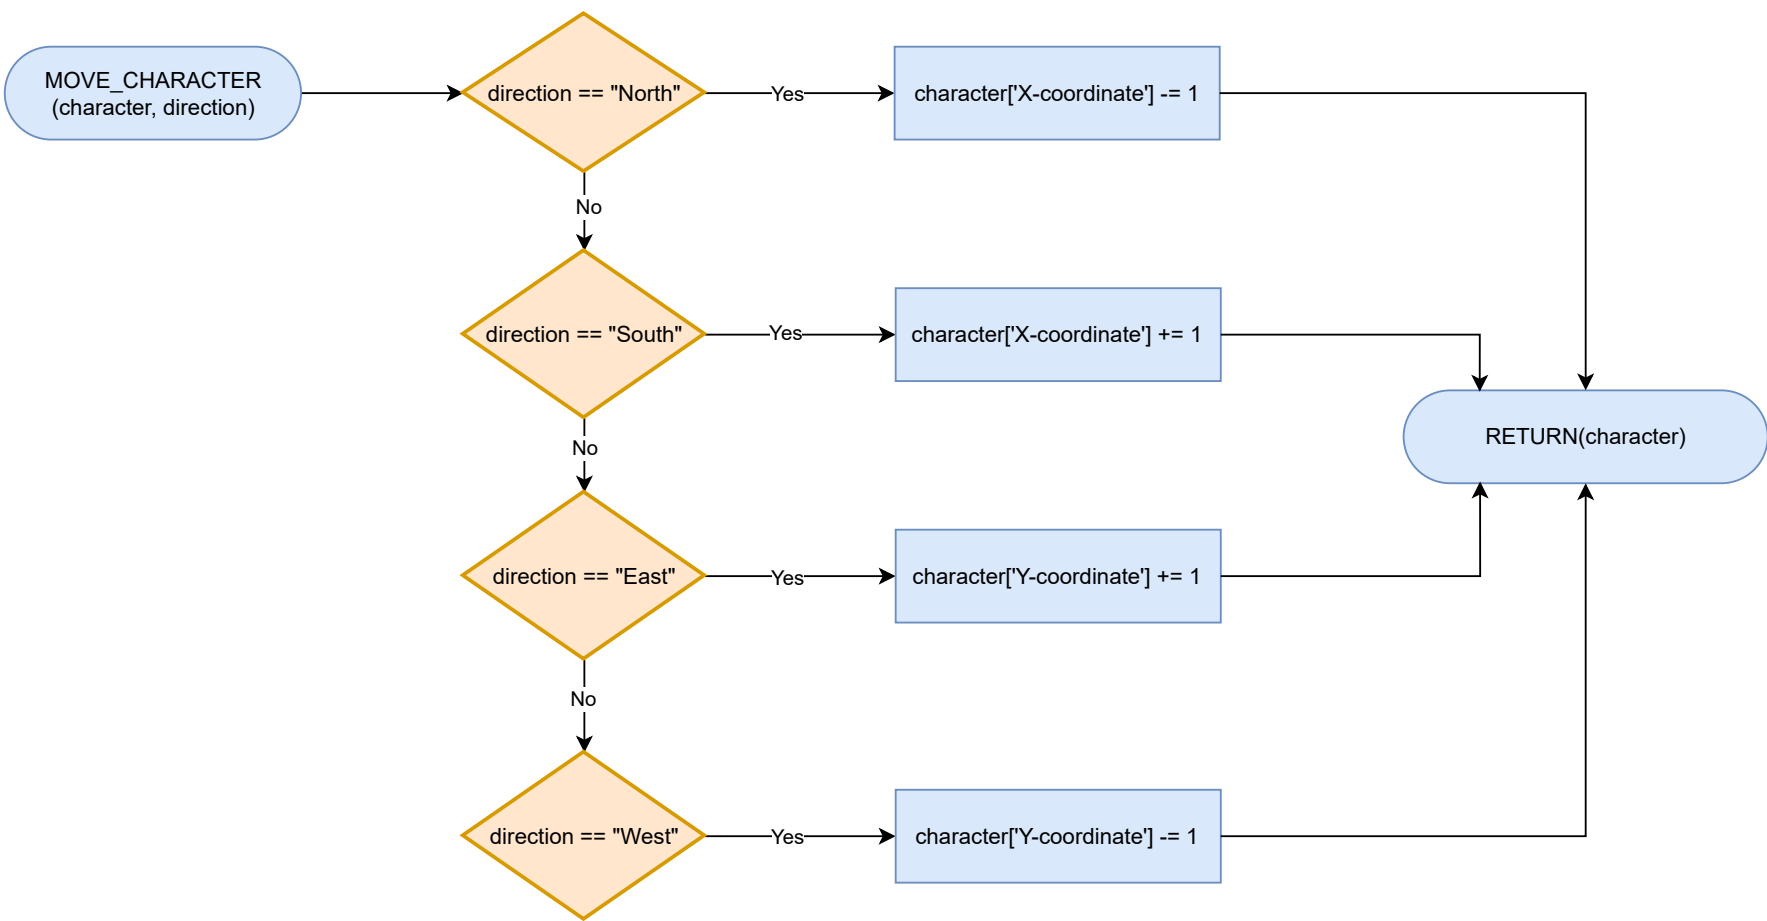 MOVE_CHARACTER
(character, direction)
direction == "North"
Yes
character['X-coordinate'] -= 1
No
direction == "South"
Yes
character['X-coordinate'] += 1
RETURN(character)
No
direction == "East"
Yes
character['Y-coordinate'] += 1
No
direction == "West"
Yes
character['Y-coordinate'] -= 1